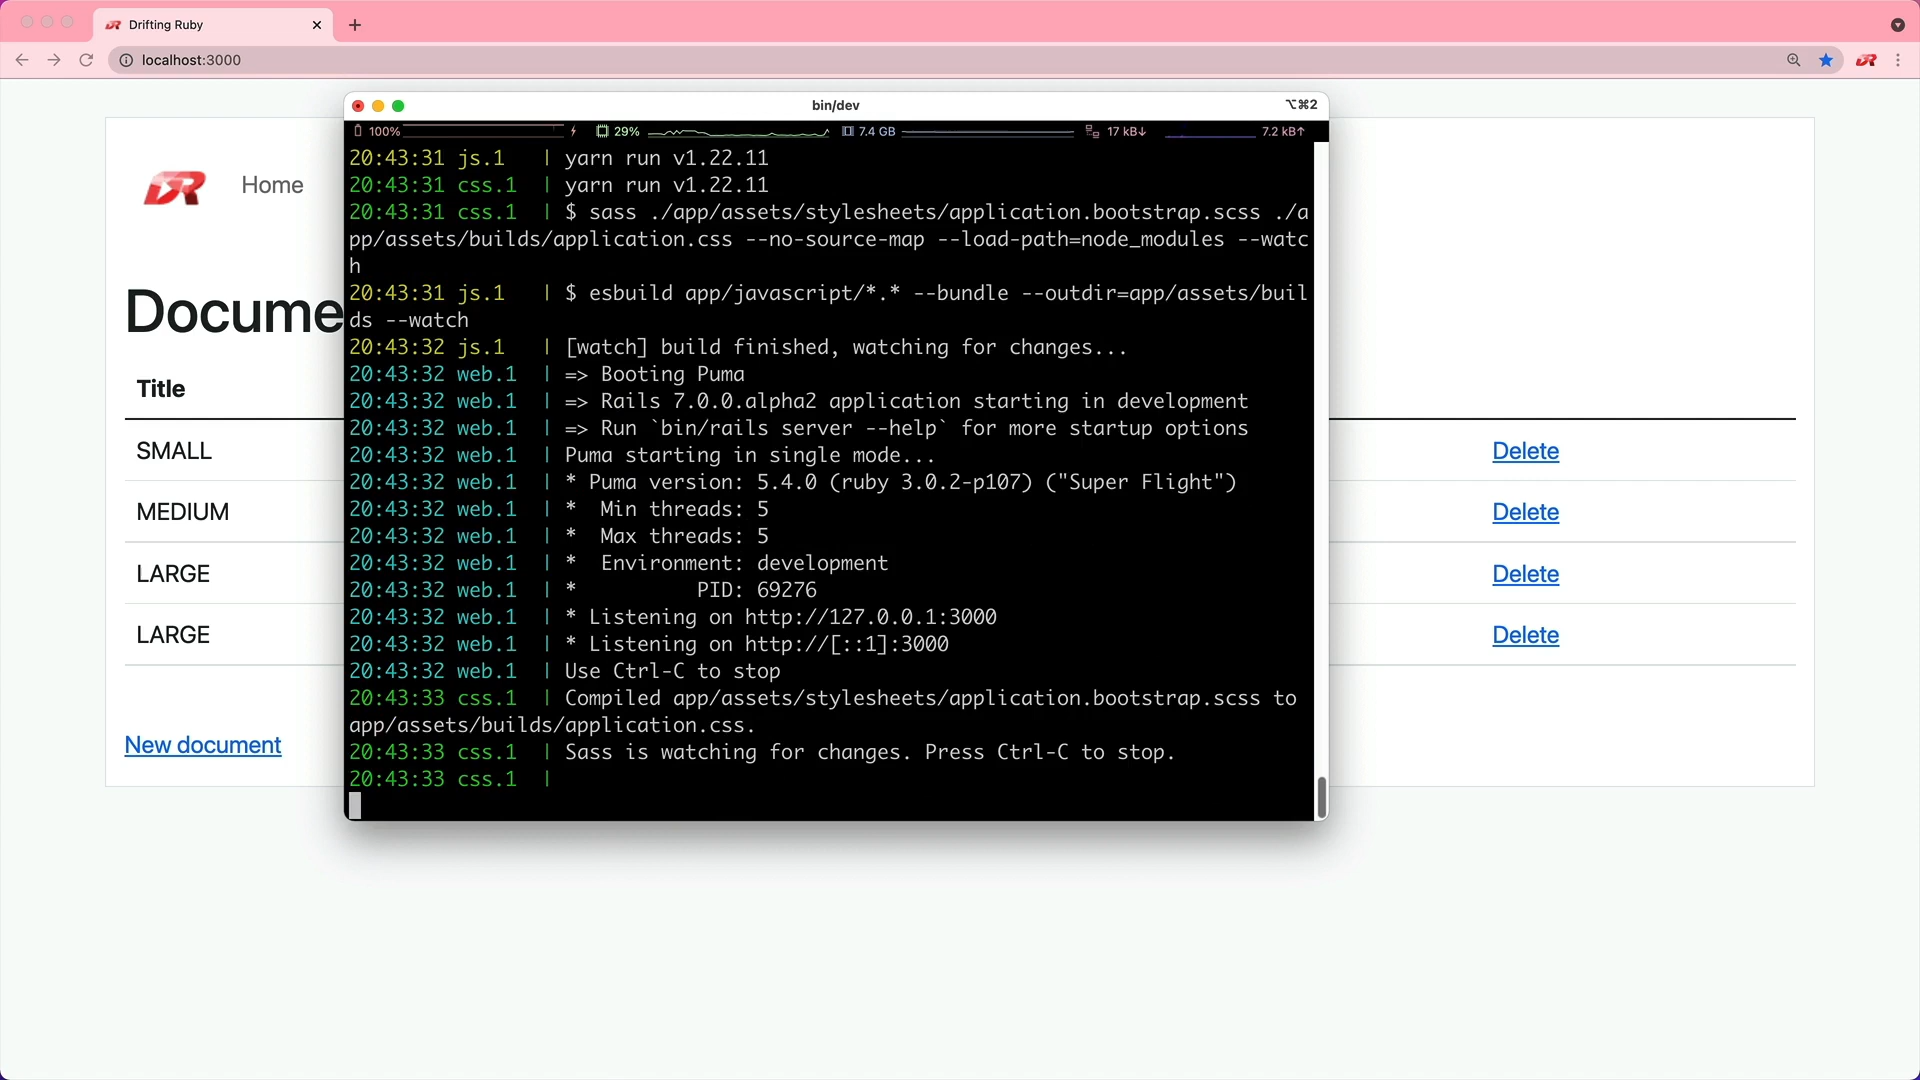 Drifting Ruby
localhost:3000
DR
bin/dev
⌥⌘2
100%
29%
7.4 GB
17 kB↓
7.2 kB↑
DR
Home
Docume
Title
SMALL
Delete
MEDIUM
Delete
LARGE
Delete
LARGE
Delete
New document
20:43:31 js.1   | yarn run v1.22.11
20:43:31 css.1  | yarn run v1.22.11
20:43:31 css.1  | $ sass ./app/assets/stylesheets/application.bootstrap.scss ./a
pp/assets/builds/application.css --no-source-map --load-path=node_modules --watc
h
20:43:31 js.1   | $ esbuild app/javascript/*.* --bundle --outdir=app/assets/buil
ds --watch
20:43:32 js.1   | [watch] build finished, watching for changes...
20:43:32 web.1  | => Booting Puma
20:43:32 web.1  | => Rails 7.0.0.alpha2 application starting in development
20:43:32 web.1  | => Run `bin/rails server --help` for more startup options
20:43:32 web.1  | Puma starting in single mode...
20:43:32 web.1  | * Puma version: 5.4.0 (ruby 3.0.2-p107) ("Super Flight")
20:43:32 web.1  | *  Min threads: 5
20:43:32 web.1  | *  Max threads: 5
20:43:32 web.1  | *  Environment: development
20:43:32 web.1  | *          PID: 69276
20:43:32 web.1  | * Listening on http://127.0.0.1:3000
20:43:32 web.1  | * Listening on http://[::1]:3000
20:43:32 web.1  | Use Ctrl-C to stop
20:43:33 css.1  | Compiled app/assets/stylesheets/application.bootstrap.scss to
app/assets/builds/application.css.
20:43:33 css.1  | Sass is watching for changes. Press Ctrl-C to stop.
20:43:33 css.1  |